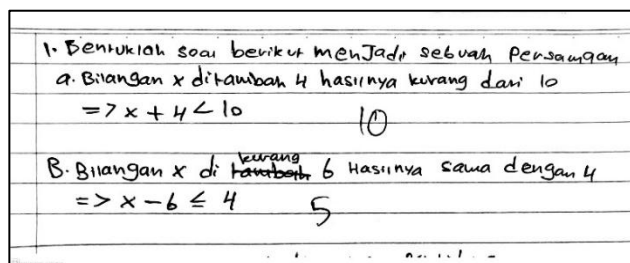 1. Bentuklah soal berikut menjadi sebuah Persamaan
a. Bilangan x ditambah 4 hasilnya kurang dari 10
=> x + 4 < 10
10
B. Bilangan x di kurang 6 Hasilnya sama dengan 4
=> x - 6 ≤ 4
5